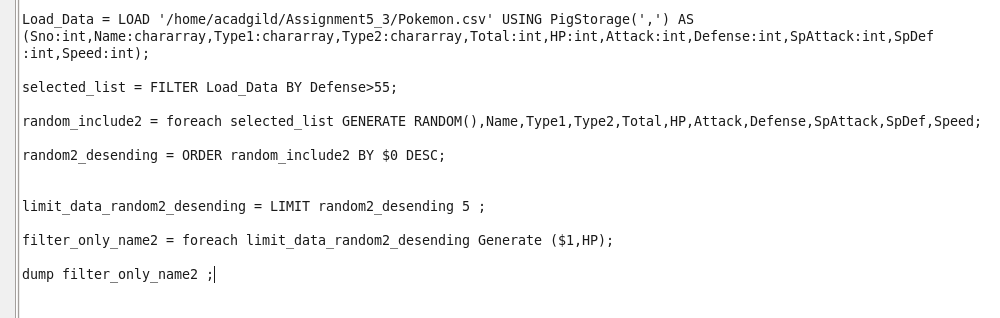 Load_Data = LOAD '/home/acadgild/Assignment5_3/Pokemon.csv' USING PigStorage(',') AS
(Sno:int,Name:chararray,Type1:chararray,Type2:chararray,Total:int,HP:int,Attack:int,Defense:int,SpAttack:int,SpDef
:int,Speed:int);
selected_list = FILTER Load_Data BY Defense>55;
random_include2 = foreach selected_list GENERATE RANDOM(),Name,Type1,Type2,Total,HP,Attack,Defense,SpAttack,SpDef,Speed;
random2_desending = ORDER random_include2 BY $0 DESC;
limit_data_random2_desending = LIMIT random2_desending 5 ;
filter_only_name2 = foreach limit_data_random2_desending Generate ($1,HP);
dump filter_only_name2 ;